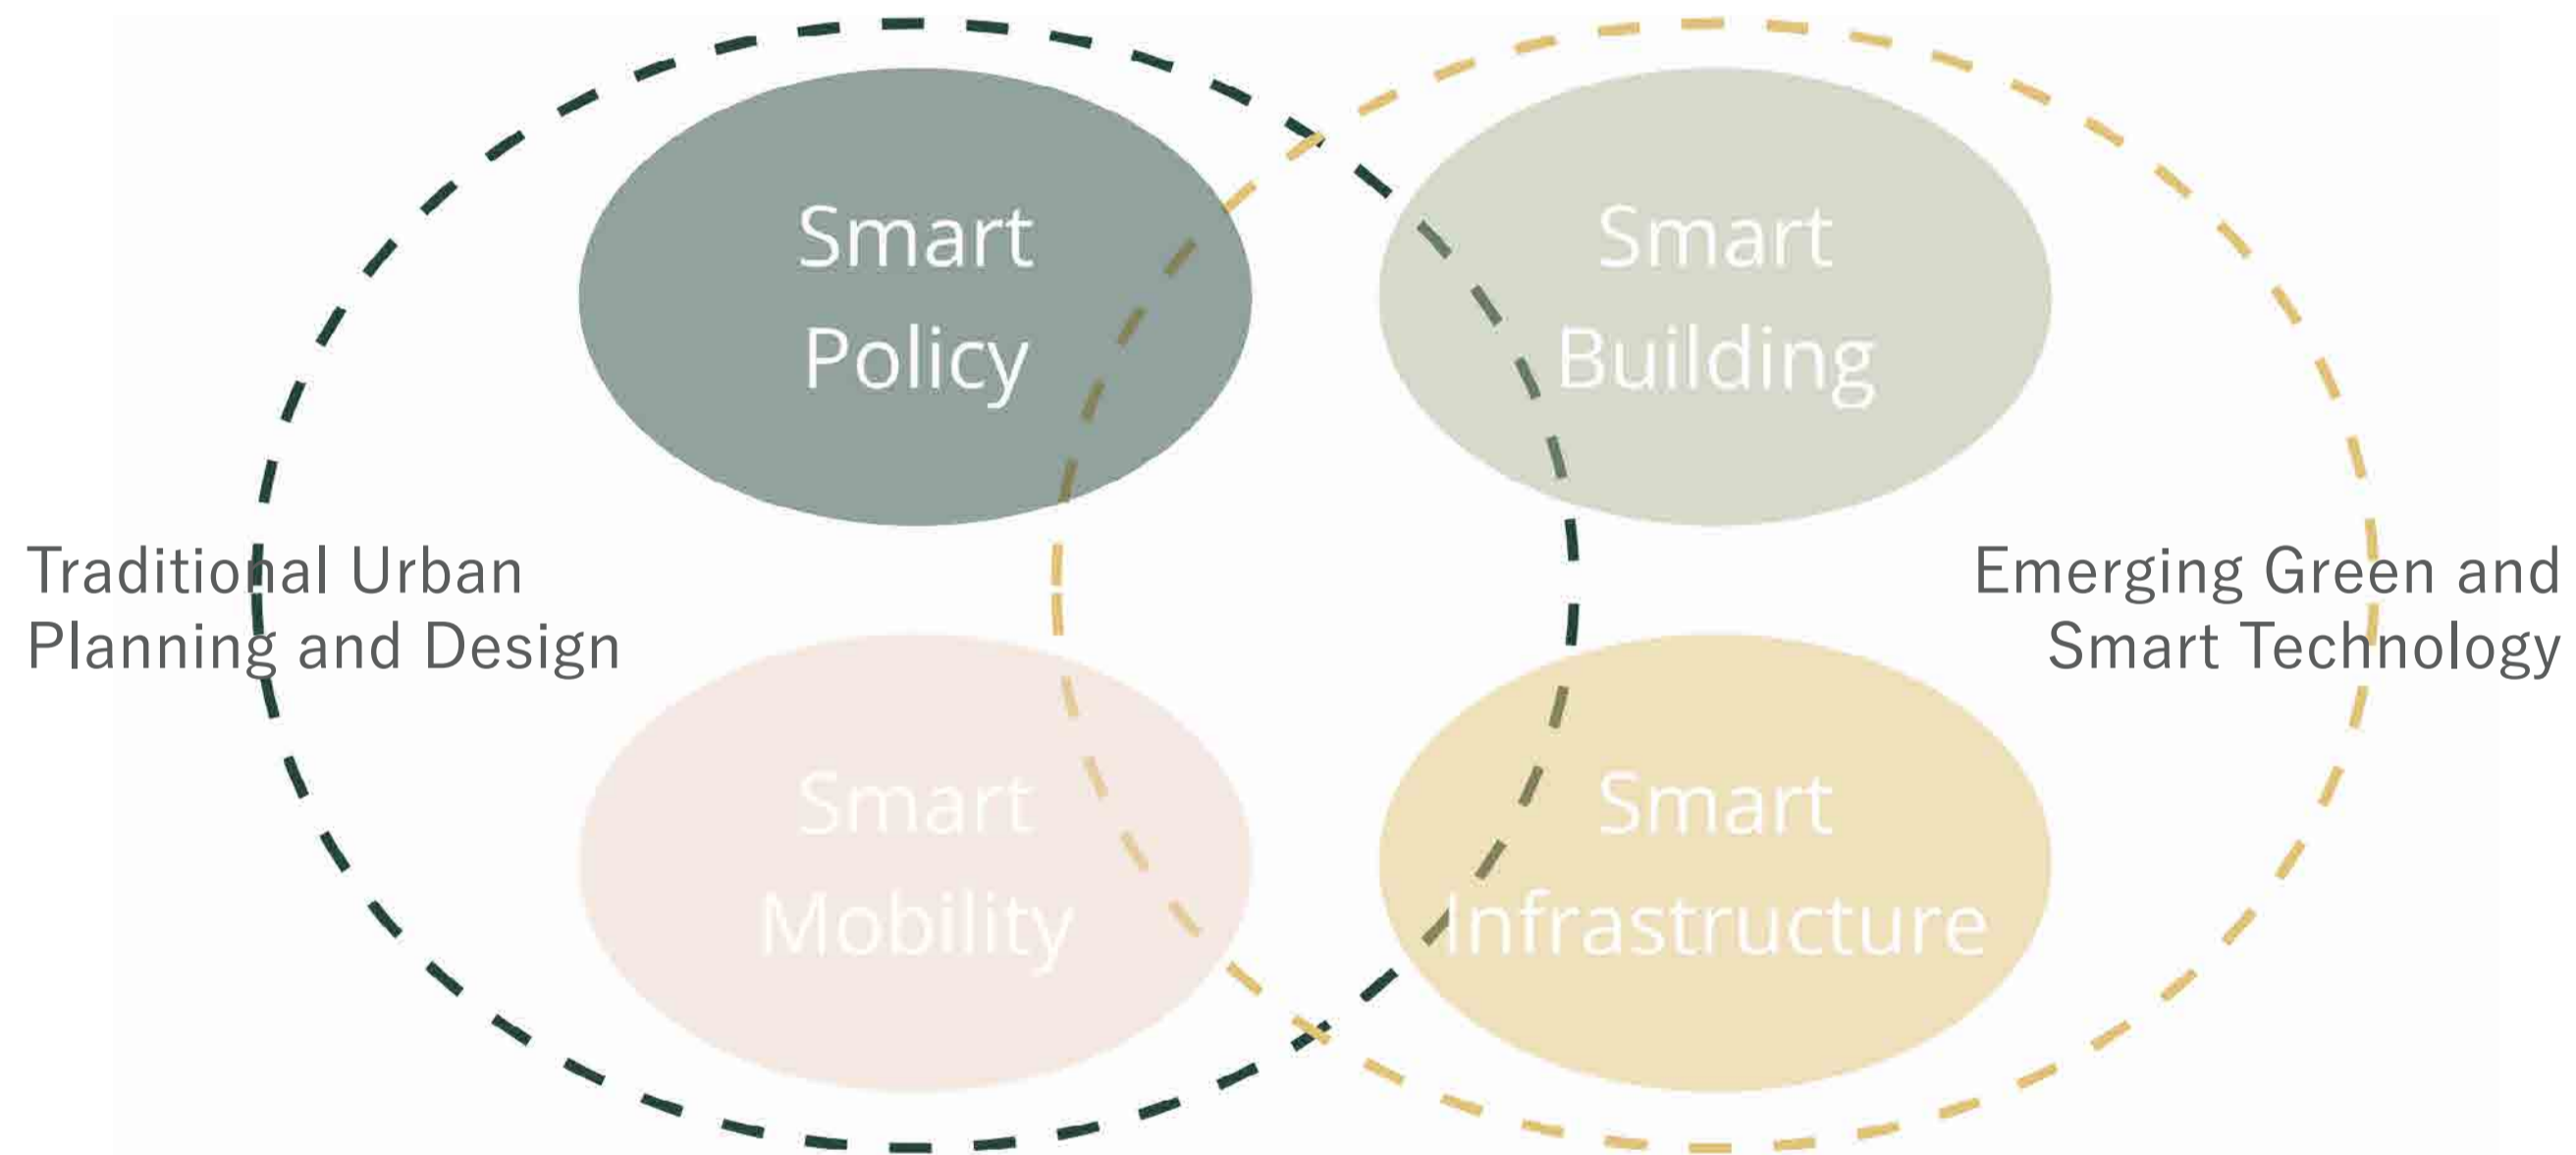 Smart
Policy
Smart
Building
Traditional Urban
Planning and Design
Emerging Green and
Smart Technology
Smart
Mobility
Smart
Infrastructure